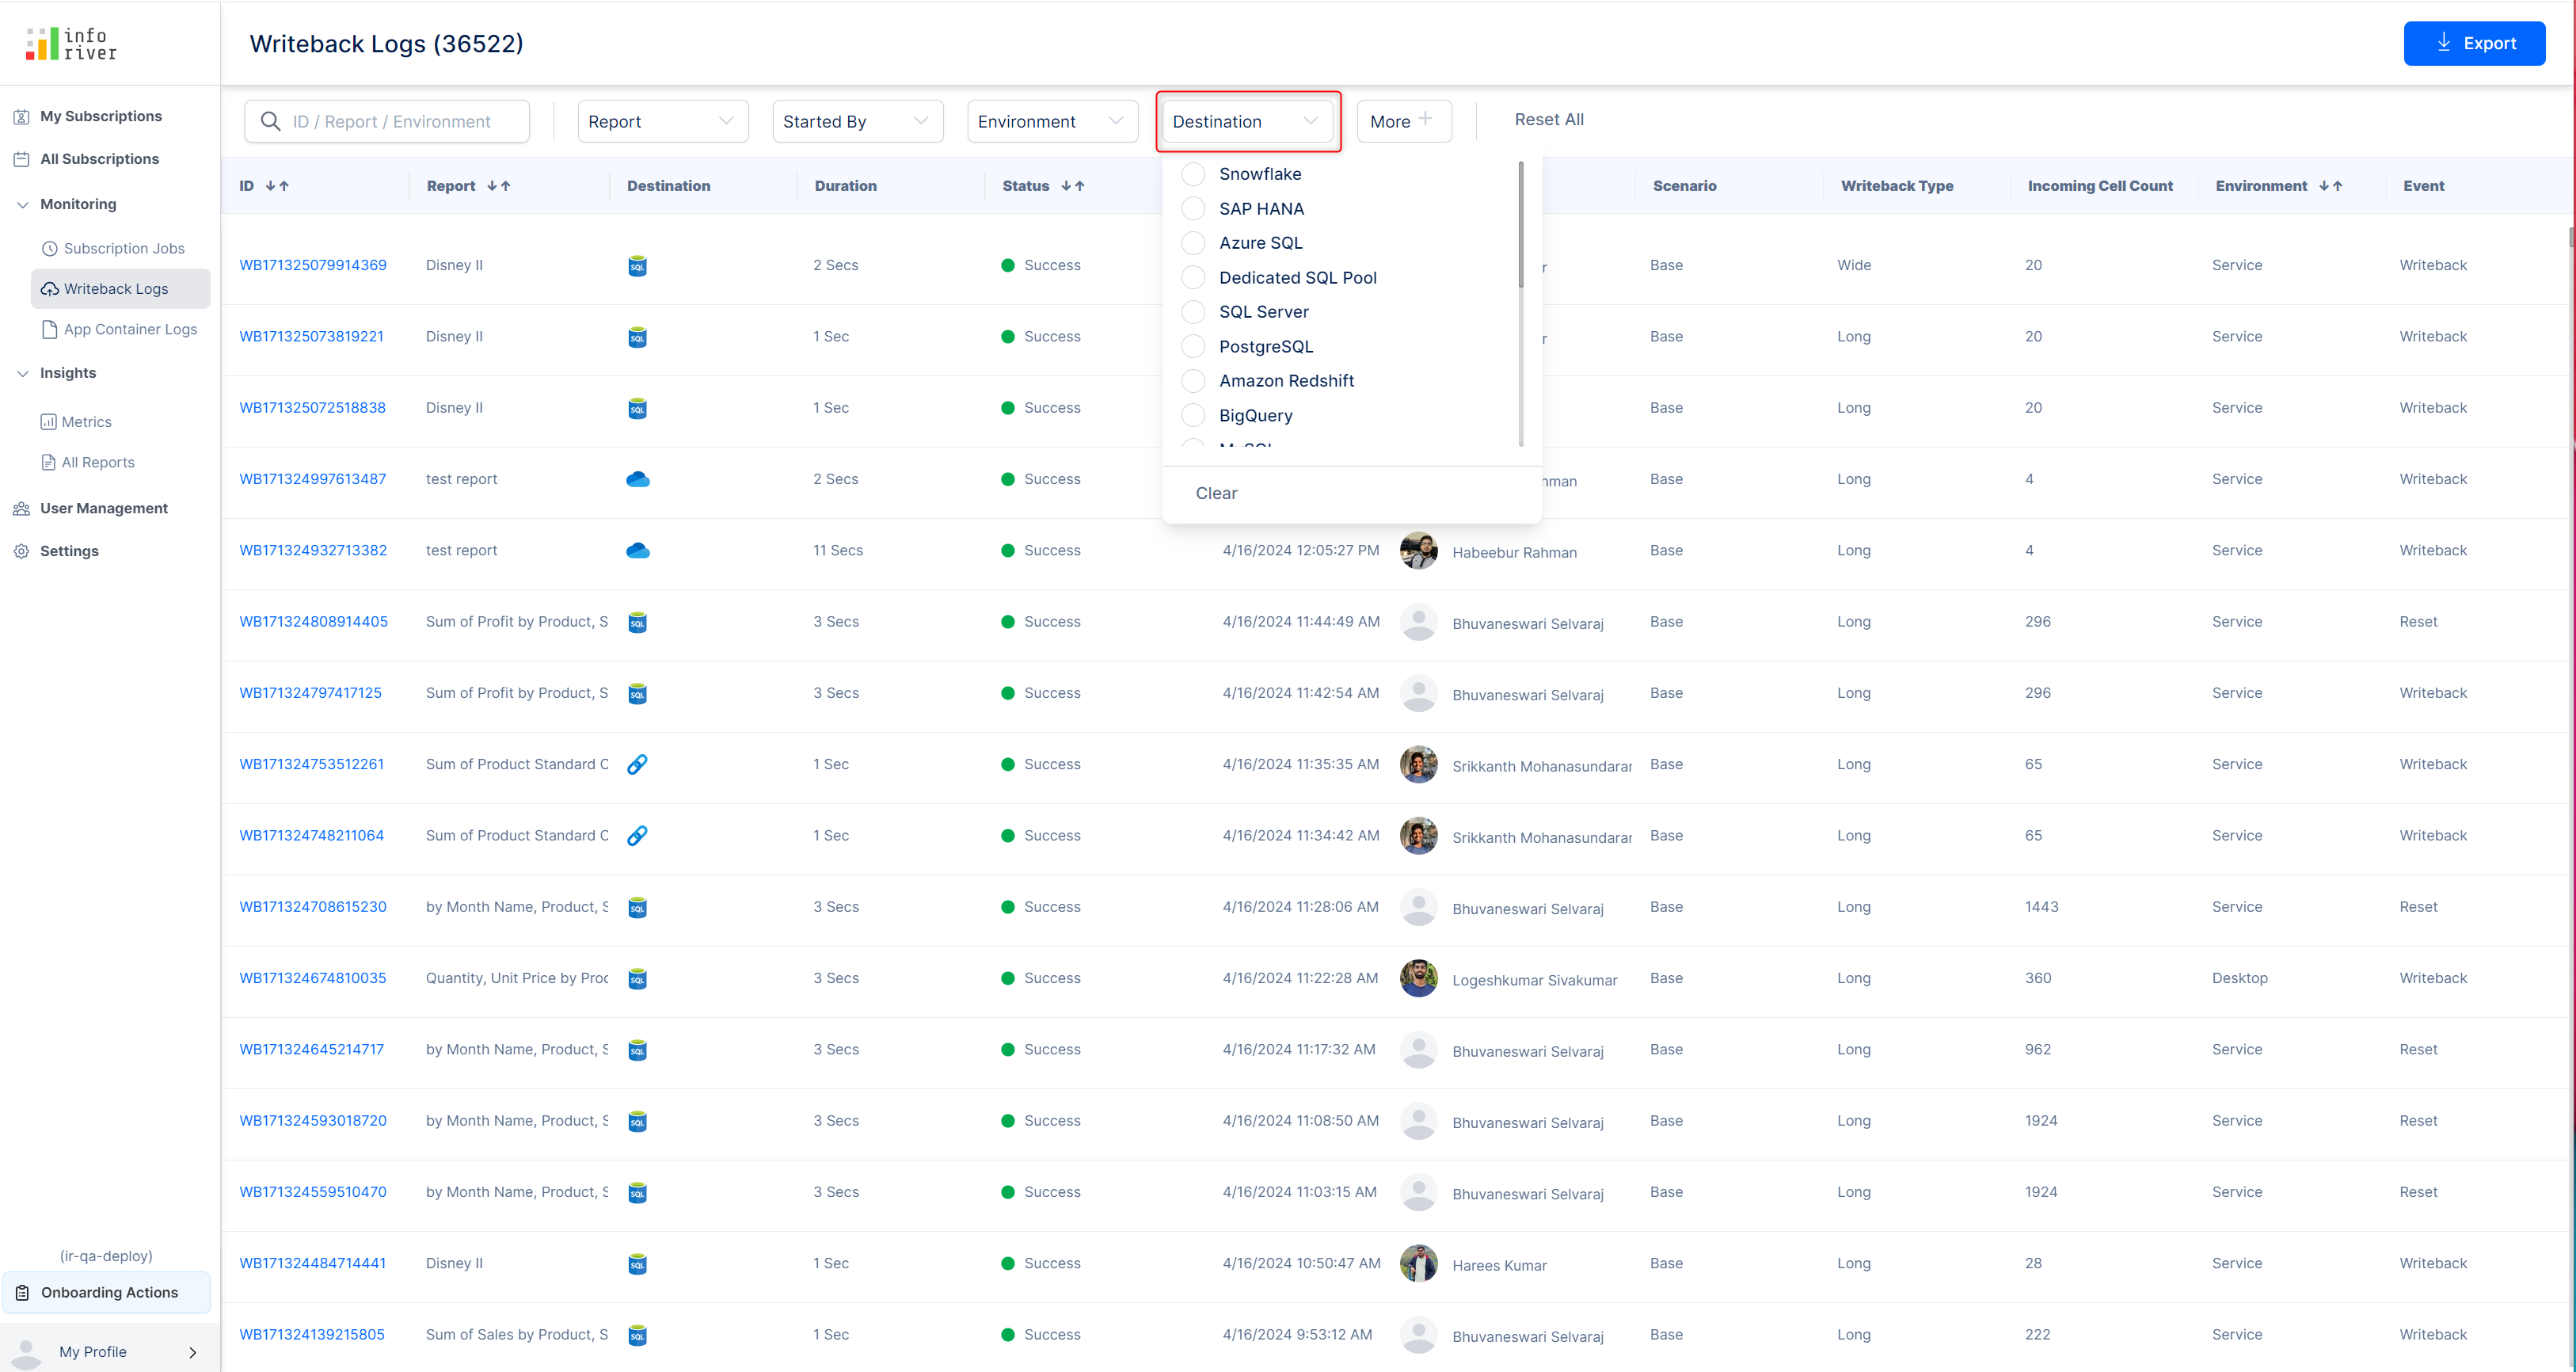 info
river
Writeback Logs (36522)
Export
My Subscriptions
All Subscriptions
Monitoring
Subscription Jobs
Writeback Logs
App Container Logs
Insights
Metrics
All Reports
User Management
Settings
(ir-qa-deploy)
Onboarding Actions
My Profile
ID / Report / Environment Report Started By Environment Destination More Reset All
Snowflake
SAP HANA
Azure SQL
Dedicated SQL Pool
SQL Server
PostgreSQL
Amazon Redshift
BigQuery
Clear
ID Report Destination Duration Status Scenario Writeback Type Incoming Cell Count Environment Event
WB171325079914369 Disney II SQL 2 Secs Success r Base Wide 20 Service Writeback
WB171325073819221 Disney II SQL 1 Sec Success r Base Long 20 Service Writeback
WB171325072518838 Disney II SQL 1 Sec Success Base Long 20 Service Writeback
WB171324997613487 test report 2 Secs Success hman Base Long 4 Service Writeback
WB171324932713382 test report 11 Secs Success 4/16/2024 12:05:27 PM Habeebur Rahman Base Long 4 Service Writeback
WB171324808914405 Sum of Profit by Product, S SQL 3 Secs Success 4/16/2024 11:44:49 AM Bhuvaneswari Selvaraj Base Long 296 Service Reset
WB171324797417125 Sum of Profit by Product, S SQL 3 Secs Success 4/16/2024 11:42:54 AM Bhuvaneswari Selvaraj Base Long 296 Service Writeback
WB171324753512261 Sum of Product Standard C 1 Sec Success 4/16/2024 11:35:35 AM Srikkanth Mohanasundarar Base Long 65 Service Writeback
WB171324748211064 Sum of Product Standard C 1 Sec Success 4/16/2024 11:34:42 AM Srikkanth Mohanasundarar Base Long 65 Service Writeback
WB171324708615230 by Month Name, Product, S SQL 3 Secs Success 4/16/2024 11:28:06 AM Bhuvaneswari Selvaraj Base Long 1443 Service Reset
WB171324674810035 Quantity, Unit Price by Proc SQL 3 Secs Success 4/16/2024 11:22:28 AM Logeshkumar Sivakumar Base Long 360 Desktop Writeback
WB171324645214717 by Month Name, Product, S SQL 3 Secs Success 4/16/2024 11:17:32 AM Bhuvaneswari Selvaraj Base Long 962 Service Reset
WB171324593018720 by Month Name, Product, S SQL 3 Secs Success 4/16/2024 11:08:50 AM Bhuvaneswari Selvaraj Base Long 1924 Service Reset
WB171324559510470 by Month Name, Product, S SQL 3 Secs Success 4/16/2024 11:03:15 AM Bhuvaneswari Selvaraj Base Long 1924 Service Reset
WB171324484714441 Disney II SQL 1 Sec Success 4/16/2024 10:50:47 AM Harees Kumar Base Long 28 Service Writeback
WB171324139215805 Sum of Sales by Product, S SQL 1 Sec Success 4/16/2024 9:53:12 AM Bhuvaneswari Selvaraj Base Long 222 Service Writeback